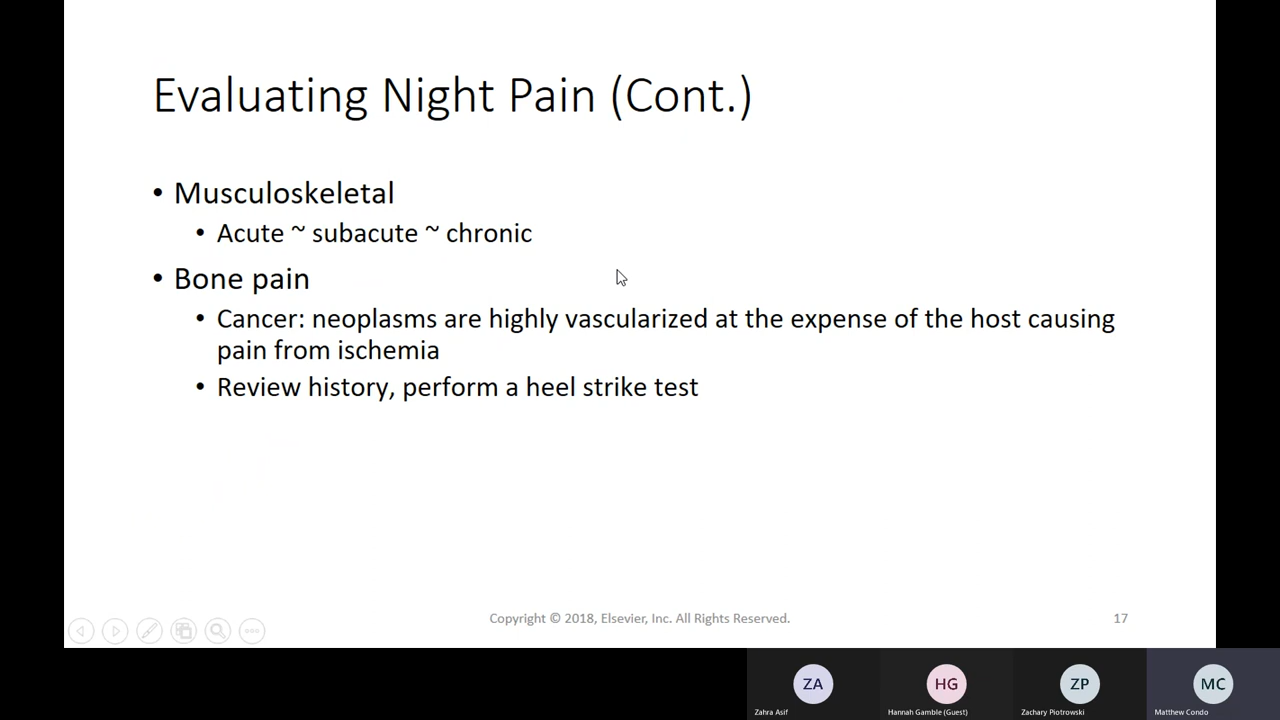 Evaluating Night Pain (Cont.)
• Musculoskeletal
• Acute ~ subacute ~ chronic
• Bone pain
• Cancer: neoplasms are highly vascularized at the expense of the host causing
pain from ischemia
• Review history, perform a heel strike test
Copyright © 2018, Elsevier, Inc. All Rights Reserved.
17
ZA
HG
ZP
MC
Zahra Asif
Hannah Gamble (Guest)
Zachary Piotrowski
Matthew Condo